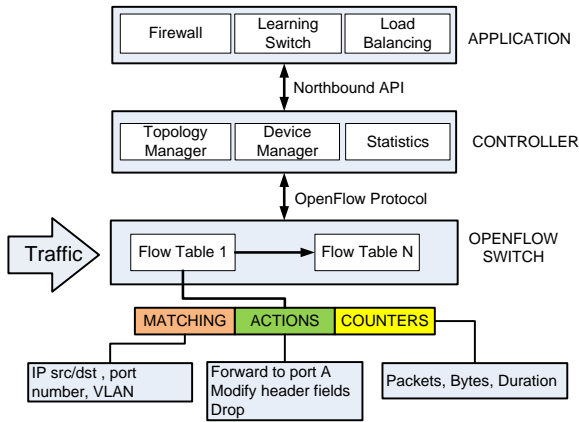 Firewall
Learning
Switch
Load
Balancing
APPLICATION
Northbound API
Topology
Manager
Device
Manager
Statistics
CONTROLLER
OpenFlow Protocol
Traffic
Flow Table 1
Flow Table N
OPENFLOW
SWITCH
MATCHING
ACTIONS
COUNTERS
IP src/dst , port
number, VLAN
Forward to port A
Modify header fields
Drop
Packets, Bytes, Duration